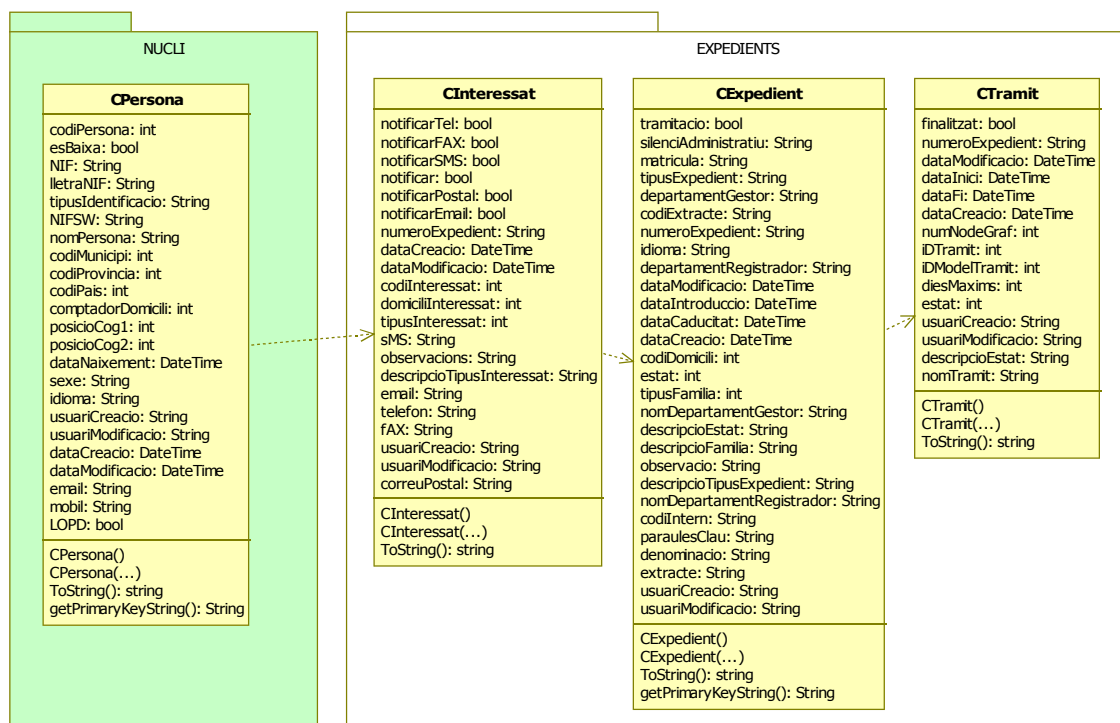 NUCLI
CPersona
codiPersona: int
esBaixa: bool
NIF: String
lletraNIF: String
tipusIdentificacio: String
NIFSW: String
nomPersona: String
codiMunicipi: int
codiProvincia: int
codiPais: int
comptadorDomicili: int
posicioCog1: int
posicioCog2: int
dataNaixement: DateTime
sexe: String
idioma: String
usuariCreacio: String
usuariModificacio: String
dataCreacio: DateTime
dataModificacio: DateTime
email: String
mobil: String
LOPD: bool
CPersona()
CPersona(...)
ToString(): string
getPrimaryKeyString(): String
EXPEDIENTS
CInteressat
notificarTel: bool
notificarFAX: bool
notificarSMS: bool
notificar: bool
notificarPostal: bool
notificarEmail: bool
numeroExpedient: String
dataCreacio: DateTime
dataModificacio: DateTime
codiInteressat: int
domiciliInteressat: int
tipusInteressat: int
sMS: String
observacions: String
descripcioTipusInteressat: String
email: String
telefon: String
fAX: String
usuariCreacio: String
usuariModificacio: String
correuPostal: String
CInteressat()
CInteressat(...)
ToString(): string
CExpedient
tramitacio: bool
silenciAdministratiu: String
matricula: String
tipusExpedient: String
departamentGestor: String
codiExtracte: String
numeroExpedient: String
idioma: String
departamentRegistrador: String
dataModificacio: DateTime
dataIntroduccio: DateTime
dataCaducitat: DateTime
dataCreacio: DateTime
codiDomicili: int
estat: int
tipusFamilia: int
nomDepartamentGestor: String
descripcioEstat: String
descripcioFamilia: String
observacio: String
descripcioTipusExpedient: String
nomDepartamentRegistrador: String
codiIntern: String
paraulesClau: String
denominacio: String
extracte: String
usuariCreacio: String
usuariModificacio: String
CExpedient()
CExpedient(...)
ToString(): string
getPrimaryKeyString(): String
CTramit
finalitzat: bool
numeroExpedient: String
dataModificacio: DateTime
dataInici: DateTime
dataFi: DateTime
dataCreacio: DateTime
numNodeGraf: int
iDTramit: int
iDModelTramit: int
diesMaxims: int
estat: int
usuariCreacio: String
usuariModificacio: String
descripcioEstat: String
nomTramit: String
CTramit()
CTramit(...)
ToString(): string